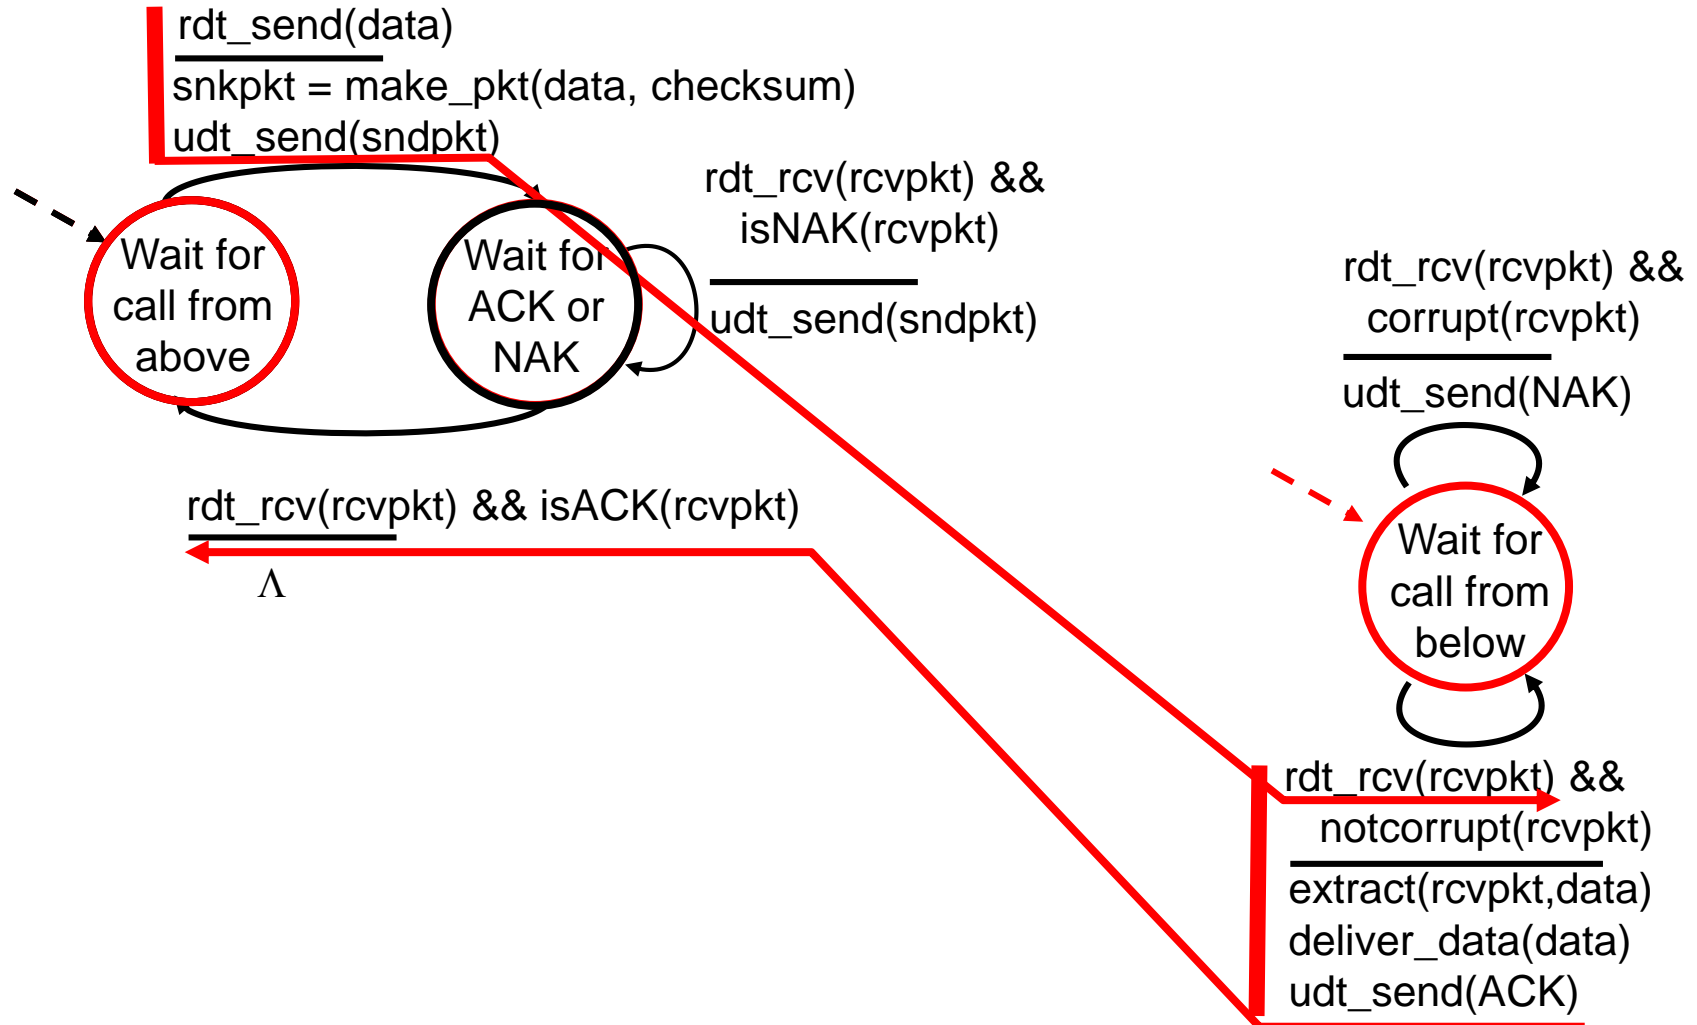 rdt_send(data)
snkpkt = make_pkt(data, checksum)
udt_send(sndpkt)
Wait for
call from
above
Wait for
ACK or
NAK
rdt_rcv(rcvpkt) &&
isNAK(rcvpkt)
udt_send(sndpkt)
rdt_rcv(rcvpkt) && isACK(rcvpkt)
Λ
rdt_rcv(rcvpkt) &&
corrupt(rcvpkt)
udt_send(NAK)
Wait for
call from
below
rdt_rcv(rcvpkt) &&
notcorrupt(rcvpkt)
extract(rcvpkt,data)
deliver_data(data)
udt_send(ACK)